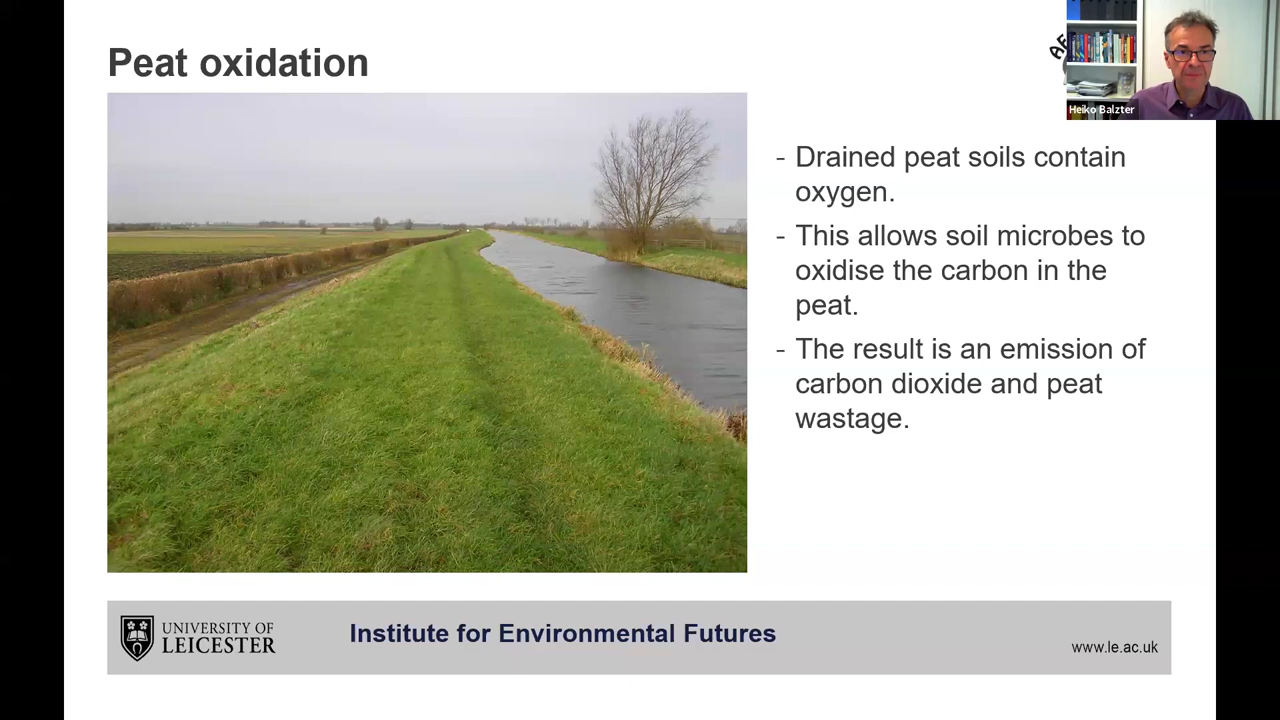 Peat oxidation
AF
Heiko Balzter
- Drained peat soils contain
oxygen.
- This allows soil microbes to
oxidise the carbon in the
peat.
- The result is an emission of
carbon dioxide and peat
wastage.
UNIVERSITY OF
LEICESTER
Institute for Environmental Futures
www.le.ac.uk